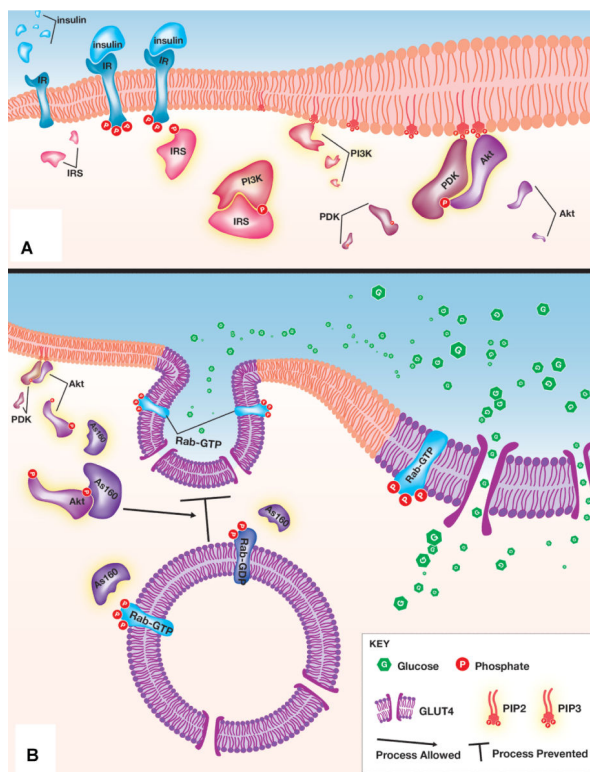 insulin
insulin
insulin
IR
IR
IR
P P P
P P P
IRS
IRS
PI3K
IRS
P
PI3K
PDK
Akt
P
PDK
Akt
A
P
P
Akt
PDK
As160
P
P
Akt
As160
Rab-GTP
As160
P
P
Rab-GDP
As160
P
P
P
Rab-GTP
Rab-GTP
P
P
P
G
G
G
G
G
G
KEY
G Glucose
P Phosphate
GLUT4
PIP2
PIP3
Process Allowed
Process Prevented
B